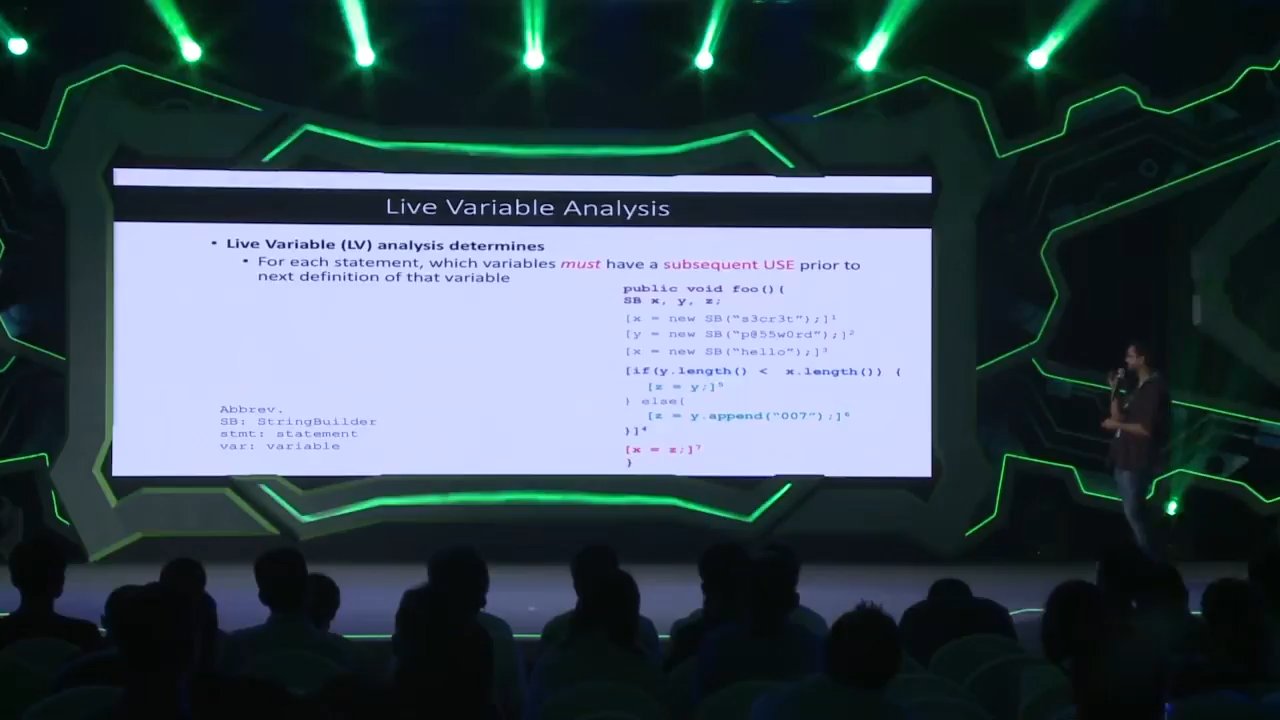 Live Variable Analysis
• Live Variable (LV) analysis determines
• For each statement, which variables must have a subsequent USE prior to
next definition of that variable
public void foo(){
SB x, y, z;
[x = new SB("s3cr3t");]¹
[y = new SB("p@55w0rd");]²
[x = new SB("hello");]³
[if(y.length() < x.length()) {
[z = y;]⁵
} else{
[z = y.append("007");]⁶
}]⁴
[x = z;]⁷
}
Abbrev.
SB: StringBuilder
stmt: statement
var: variable